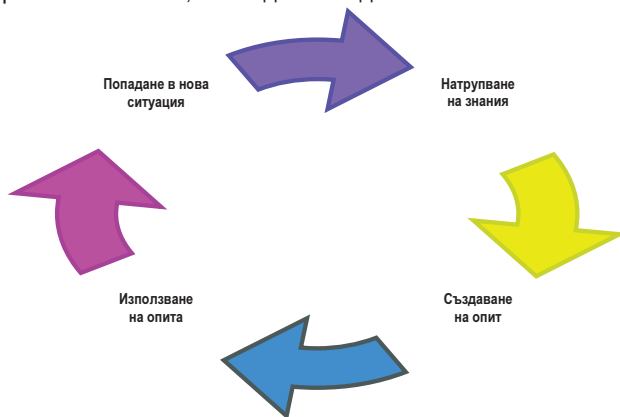 Попадане в нова
ситуация
Натрупване
на знания
Използване
на опита
Създаване
на опит